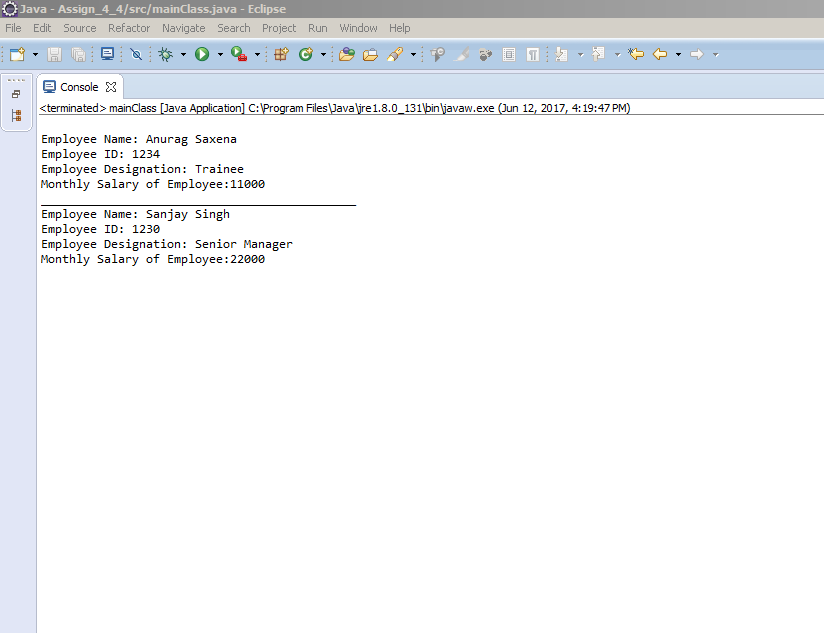 Java - Assign_4_4/src/mainClass.java - Eclipse
File Edit Source Refactor Navigate Search Project Run Window Help
Console
<terminated> mainClass [Java Application] C:\Program Files\Java\jre1.8.0_131\bin\javaw.exe (Jun 12, 2017, 4:19:47 PM)
Employee Name: Anurag Saxena
Employee ID: 1234
Employee Designation: Trainee
Monthly Salary of Employee:11000
_____________________________________________
Employee Name: Sanjay Singh
Employee ID: 1230
Employee Designation: Senior Manager
Monthly Salary of Employee:22000